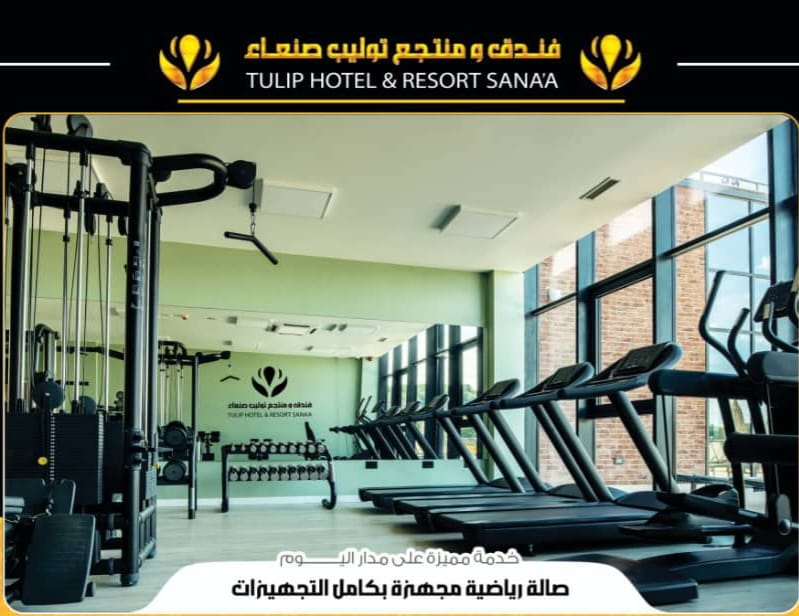 فندق و منتجع توليب صنعاء
TULIP HOTEL & RESORT SANA'A
فندق و منتجع توليب صنعاء
TULIP HOTEL & RESORT SANAA
خدمة مميزة على مدار اليـــــوم
صالة رياضية مجهزة بكامل التجهيزات